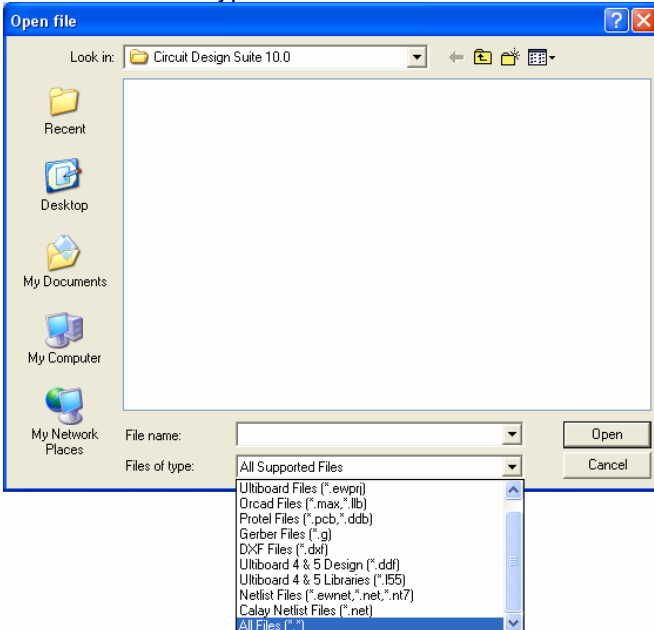 Open file
Look in: Circuit Design Suite 10.0
Recent
Desktop
My Documents
My Computer
My Network
Places
File name:
Open
Files of type: All Supported Files
Cancel
Ultiboard Files (*.ewprj)
Orcad Files (*.max,*.llb)
Protel Files (*.pcb,*.ddb)
Gerber Files (*.g)
DXF Files (*.dxf)
Ultiboard 4 & 5 Design (*.ddf)
Ultiboard 4 & 5 Libraries (*.l55)
Netlist Files (*.ewnet,*.net,*.nt7)
Calay Netlist Files (*.net)
All Files (*.*)